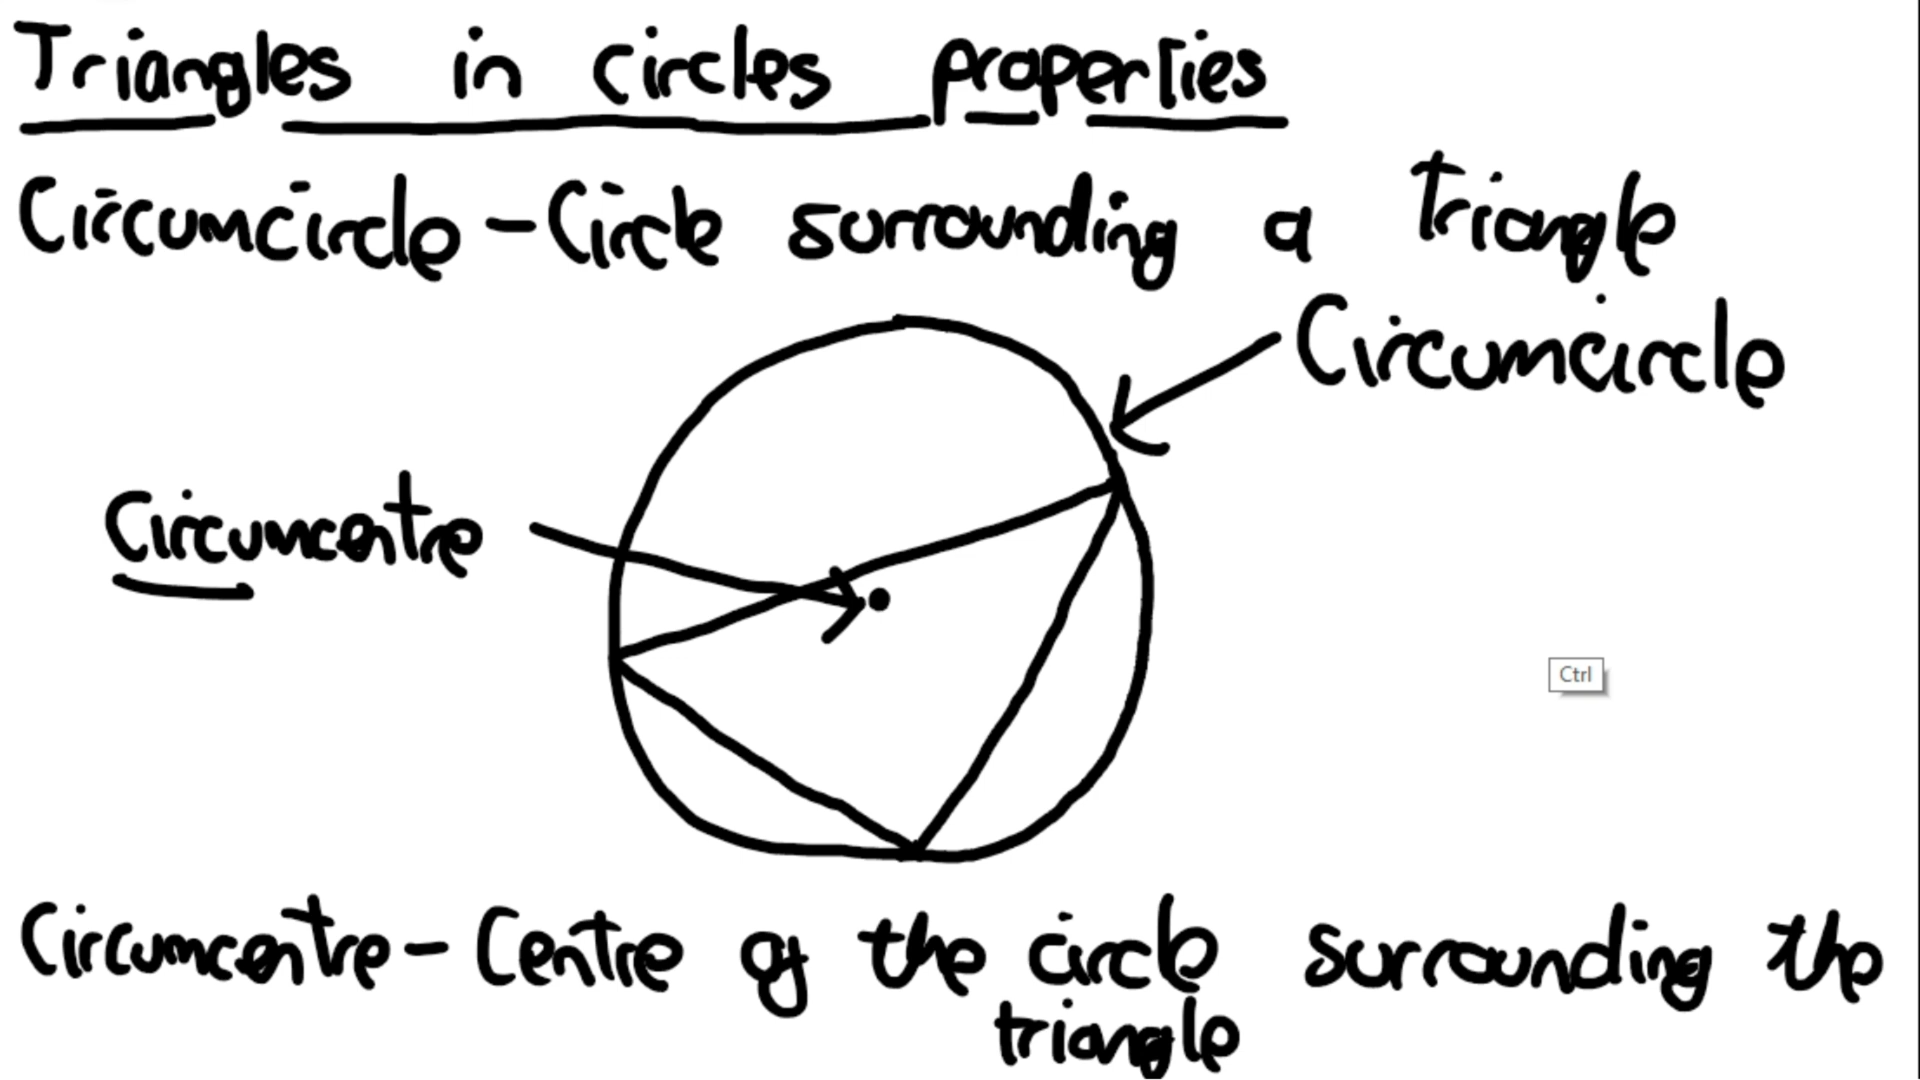 Triangles in circles properties
Circumcircle - Circle surrounding a triangle
Circumcircle
Circumcentre
Ctrl
Circumcentre - Centre of the circle surrounding the
triangle